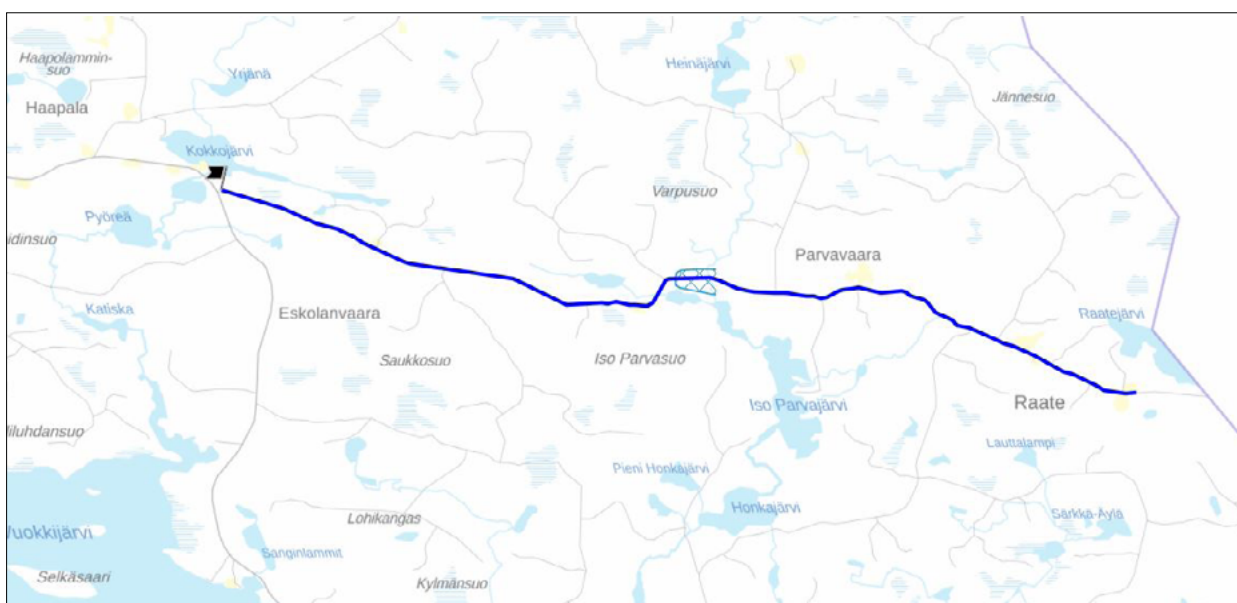 Haapolammin-
suo
Yrjänä
Heinäjärvi
Jännesuo
Haapala
Kokkojärvi
Varpusuo
Pyöreä
idinsuo
Parvavaara
Katiska
Eskolanvaara
Raatejärvi
Saukkosuo
Iso Parvasuo
Raate
Iso Parvajärvi
iluhdansuo
Lauttalampi
Pieni Honkajärvi
Honkajärvi
Särkkä-Äylä
Lohikangas
Vuokkijärvi
Sanginlammit
Selkäsaari
Kylmänsuo